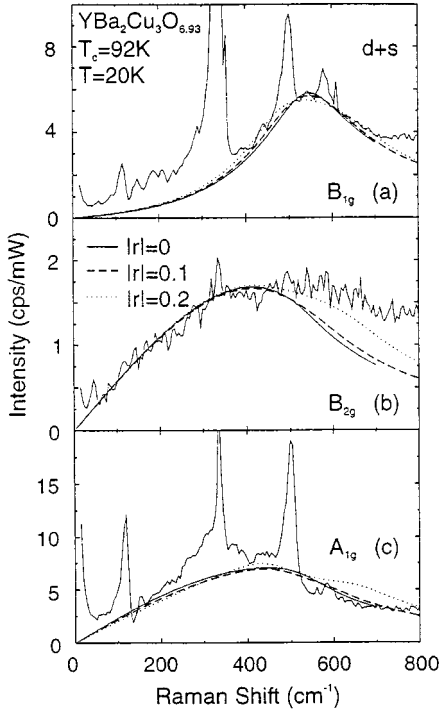 YBa₂Cu₃O₆.₉₃
T_c=92K
T=20K
d+s
8
4
0
B₁g (a)
|r|=0
|r|=0.1
|r|=0.2
2
1
0
B₂g (b)
Intensity (cps/mW)
15
10
5
0
A₁g (c)
0 200 400 600 800
Raman Shift (cm⁻¹)